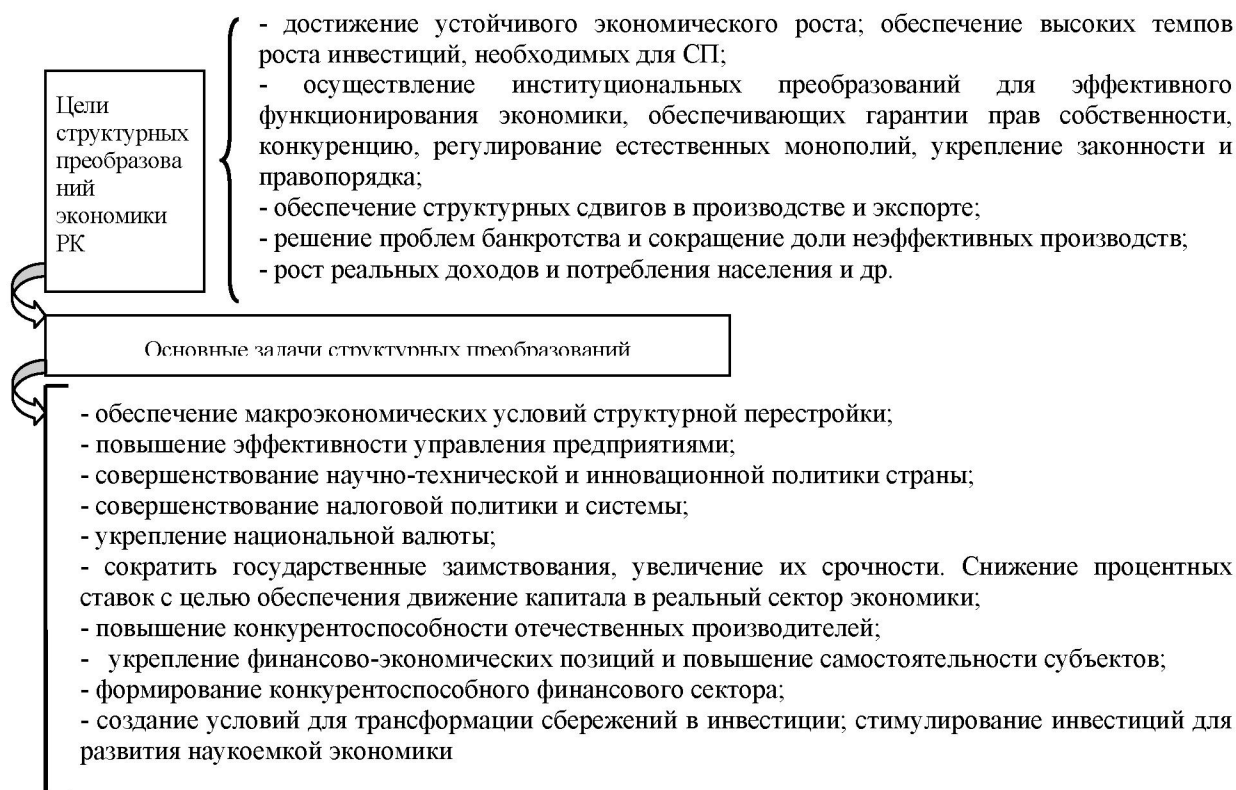 Цели
структурных
преобразова
ний
экономики
РК
- достижение устойчивого экономического роста; обеспечение высоких темпов
роста инвестиций, необходимых для СП;
- осуществление институциональных преобразований для эффективного
функционирования экономики, обеспечивающих гарантии прав собственности,
конкуренцию, регулирование естественных монополий, укрепление законности и
правопорядка;
- обеспечение структурных сдвигов в производстве и экспорте;
- решение проблем банкротства и сокращение доли неэффективных производств;
- рост реальных доходов и потребления населения и др.
Основные задачи структурных преобразований
- обеспечение макроэкономических условий структурной перестройки;
- повышение эффективности управления предприятиями;
- совершенствование научно-технической и инновационной политики страны;
- совершенствование налоговой политики и системы;
- укрепление национальной валюты;
- сократить государственные заимствования, увеличение их срочности. Снижение процентных
ставок с целью обеспечения движение капитала в реальный сектор экономики;
- повышение конкурентоспособности отечественных производителей;
- укрепление финансово-экономических позиций и повышение самостоятельности субъектов;
- формирование конкурентоспособного финансового сектора;
- создание условий для трансформации сбережений в инвестиции; стимулирование инвестиций для
развития наукоемкой экономики